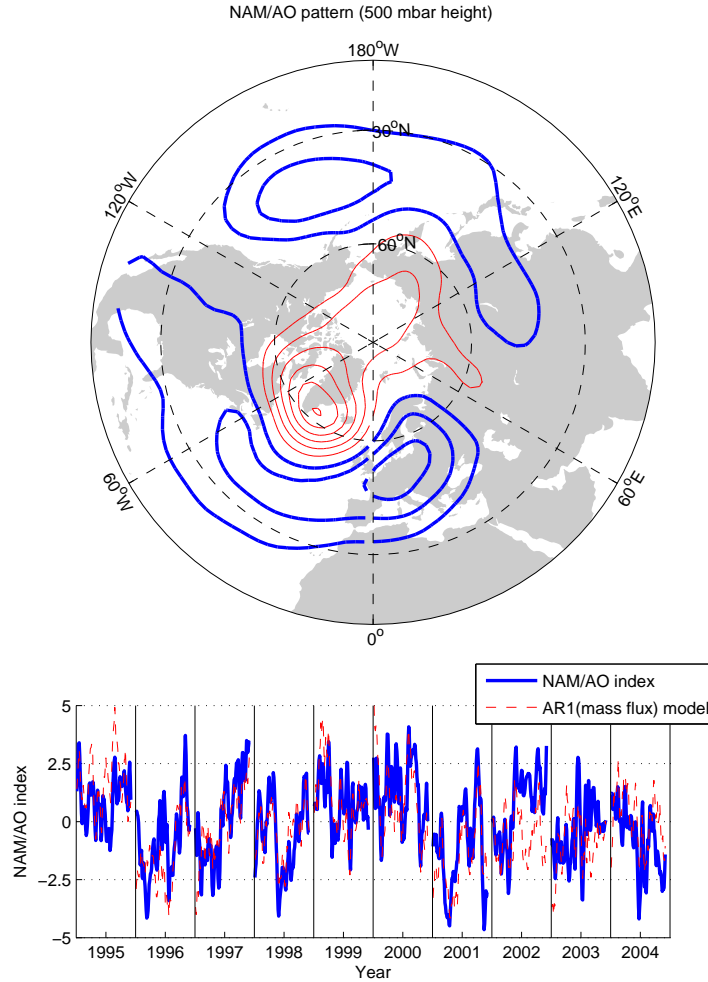 NAM/AO pattern (500 mbar height)
180°W
30°N
120°W
120°E
60°N
60°W
60°E
0°
NAM/AO index
AR1(mass flux) model
5
2.5
0
−2.5
−5
NAM/AO index
1995 1996 1997 1998 1999 2000 2001 2002 2003 2004
Year